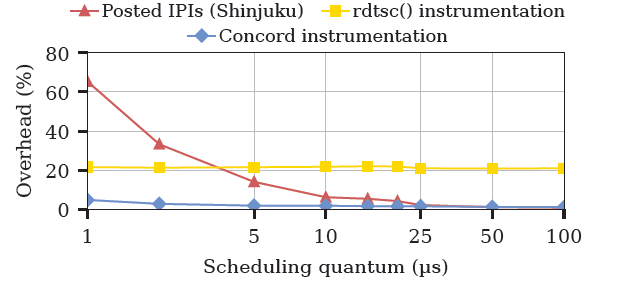 Posted IPIs (Shinjuku) rdtsc() instrumentation
Concord instrumentation
80
60
40
20
0
Overhead (%)
1 5 10 25 50 100
Scheduling quantum (µs)